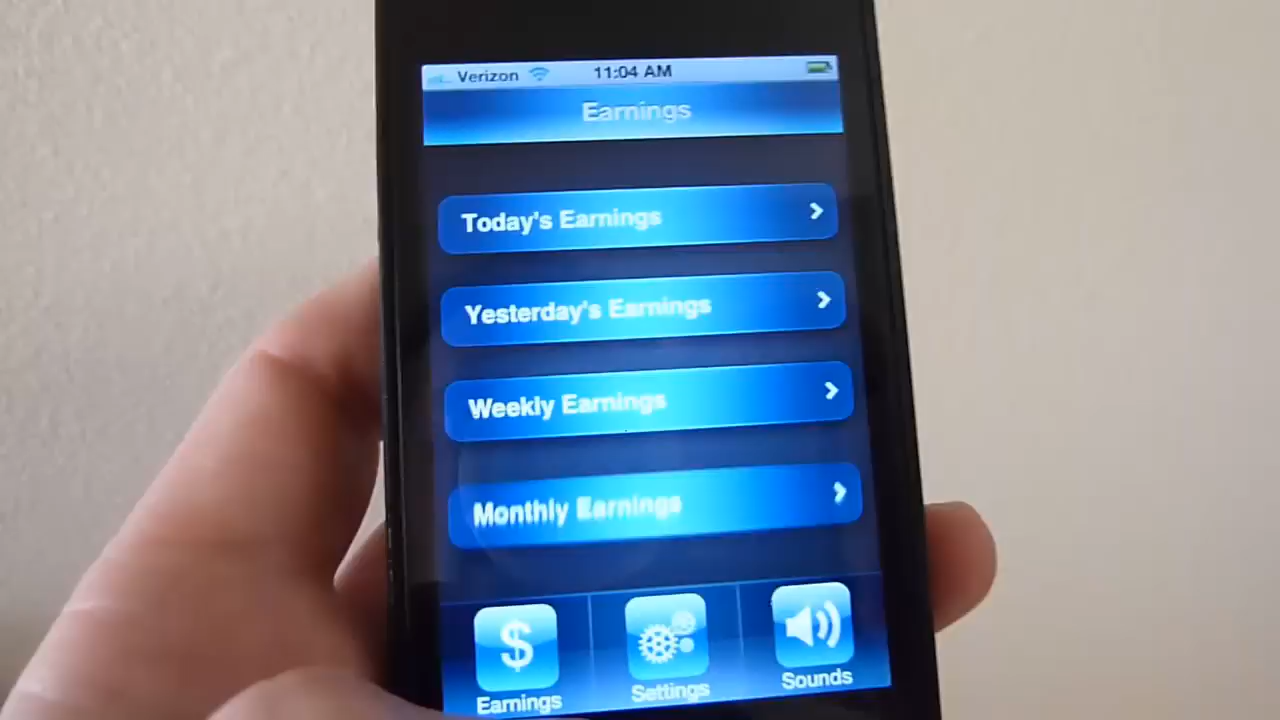 Verizon 11:04 AM
Earnings
Today's Earnings
Yesterday's Earnings
Weekly Earnings
Monthly Earnings
$
Earnings Settings Sounds